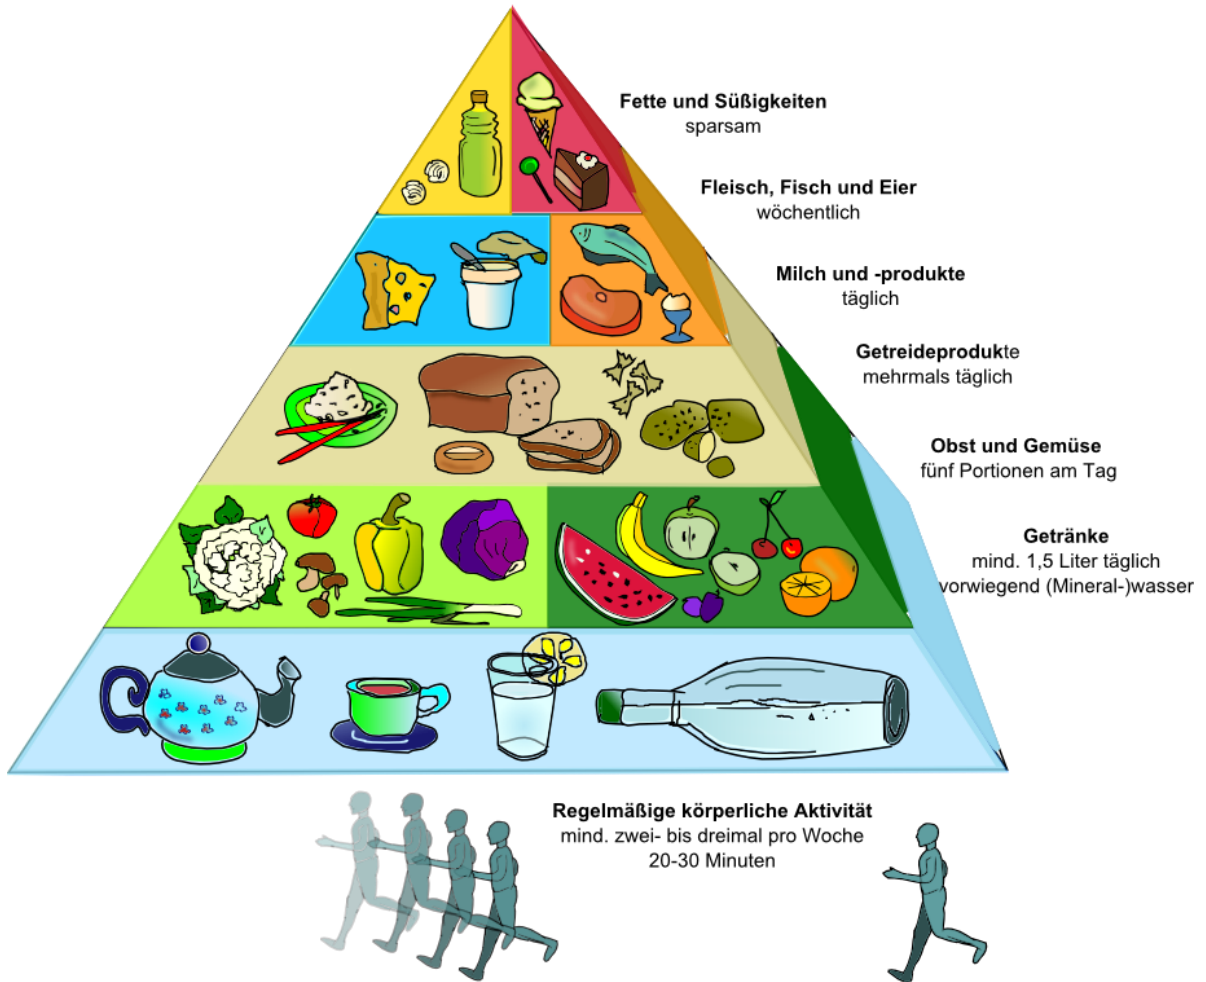 Fette und Süßigkeiten
sparsam
Fleisch, Fisch und Eier
wöchentlich
Milch und -produkte
täglich
Getreideprodukte
mehrmals täglich
Obst und Gemüse
fünf Portionen am Tag
Getränke
mind. 1,5 Liter täglich
vorwiegend (Mineral-)wasser
Regelmäßige körperliche Aktivität
mind. zwei- bis dreimal pro Woche
20-30 Minuten